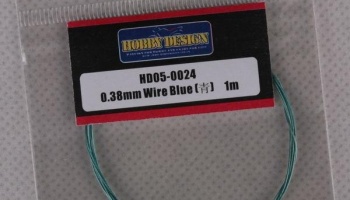 HOBBY DESIGN
HD05-0024
0.38mm Wire Blue(青) 1m